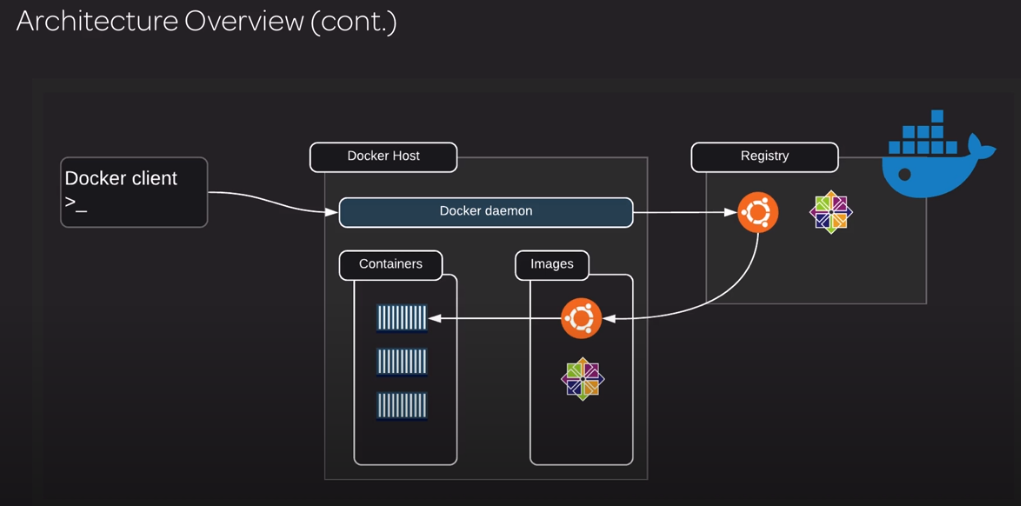 Architecture Overview (cont.)
Docker Host
Registry
Docker client
>_
Docker daemon
Containers
Images